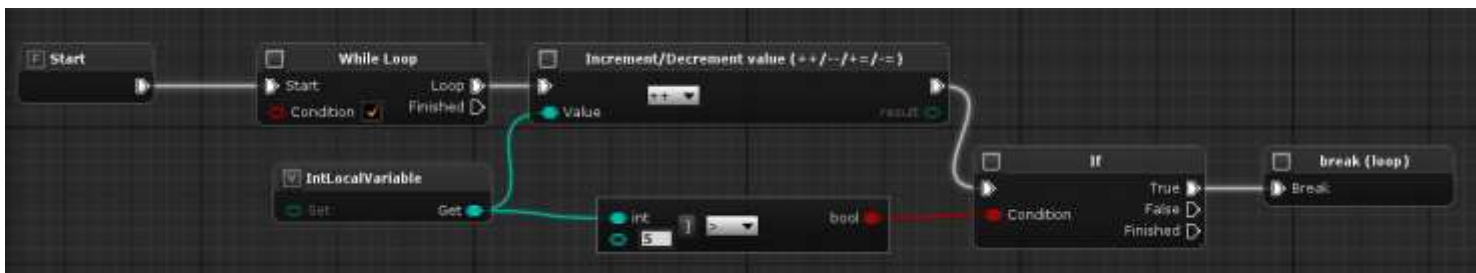 F Start
While Loop
Start Loop
Condition Finished
Increment/Decrement value (++/--/+=/-=)
++
Value result
V IntLocalVariable
Set Get
int > bool
5
If
True
Condition False
Finished
break (loop)
Break